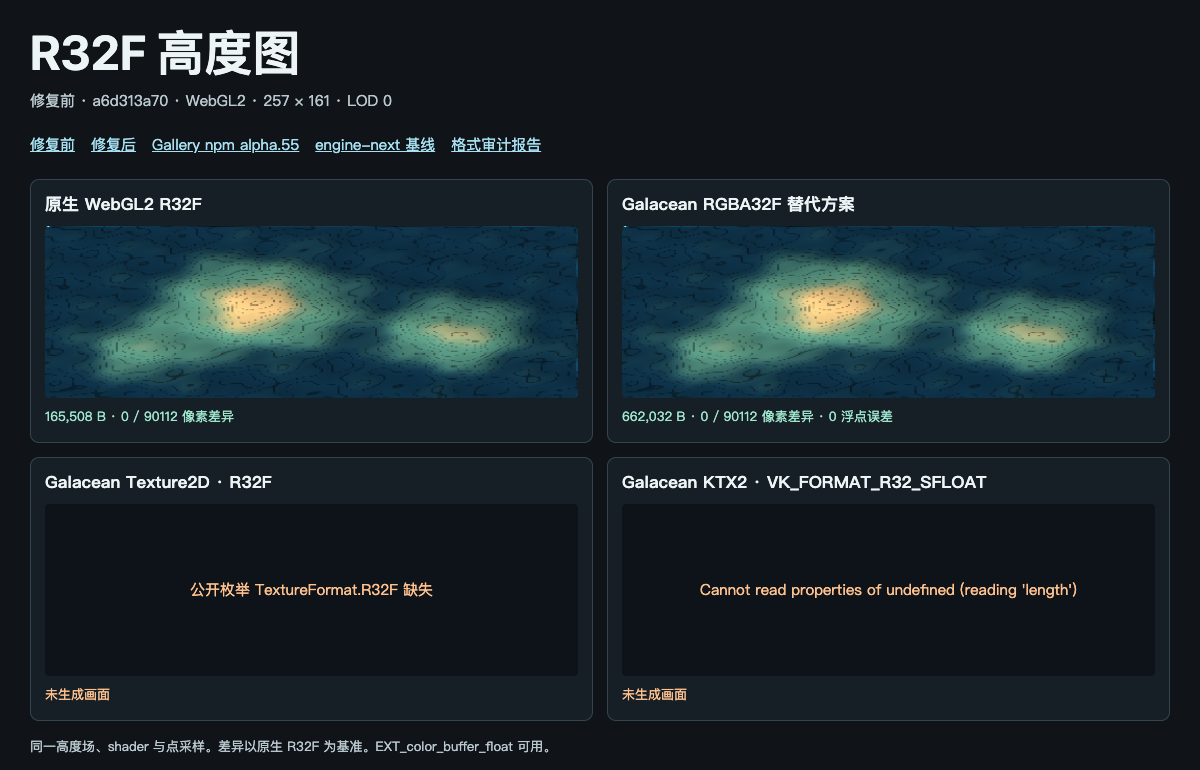 R32F 高度图
修复前 · a6d313a70 · WebGL2 · 257 × 161 · LOD 0
修复前 修复后 Gallery npm alpha.55 engine-next 基线 格式审计报告
原生 WebGL2 R32F
165,508 B · 0 / 90112 像素差异
Galacean RGBA32F 替代方案
662,032 B · 0 / 90112 像素差异 · 0 浮点误差
Galacean Texture2D · R32F
公开枚举 TextureFormat.R32F 缺失
未生成画面
Galacean KTX2 · VK_FORMAT_R32_SFLOAT
Cannot read properties of undefined (reading 'length')
未生成画面
同一高度场、shader 与点采样。差异以原生 R32F 为基准。EXT_color_buffer_float 可用。